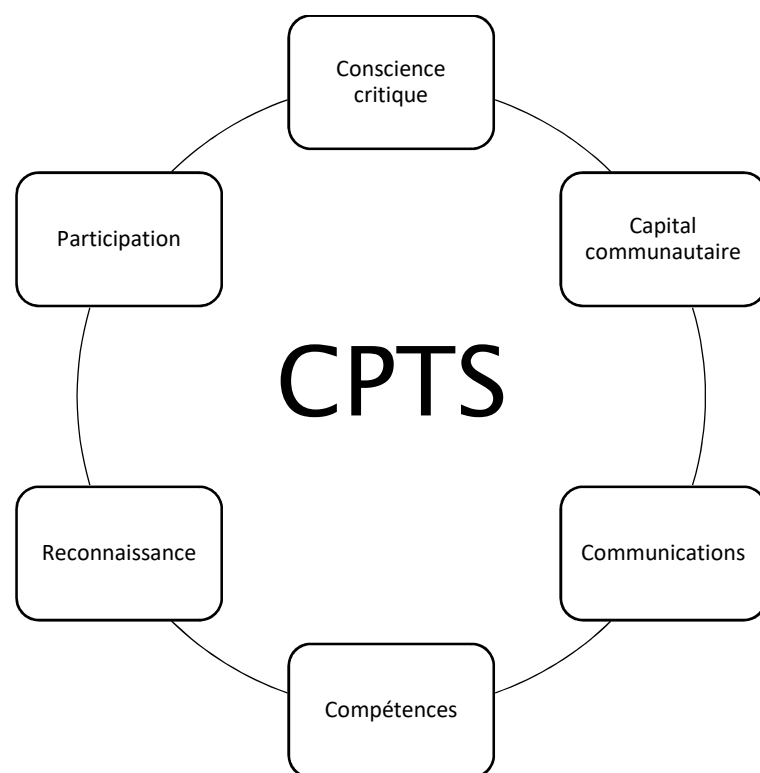 Conscience
critique
Participation
Capital
communautaire
CPTS
Reconnaissance
Communications
Compétences